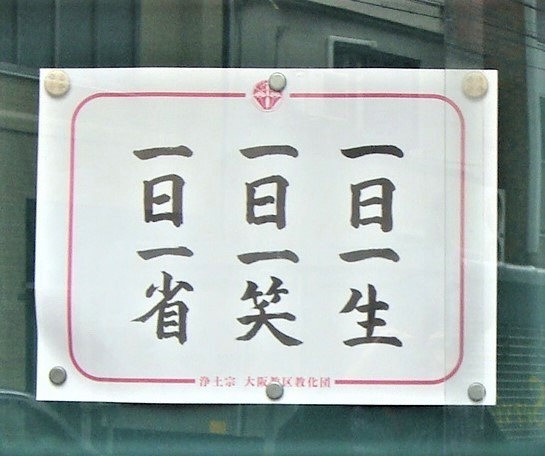 一日一生
一日一笑
一日一省
浄土宗 大阪教区教化団